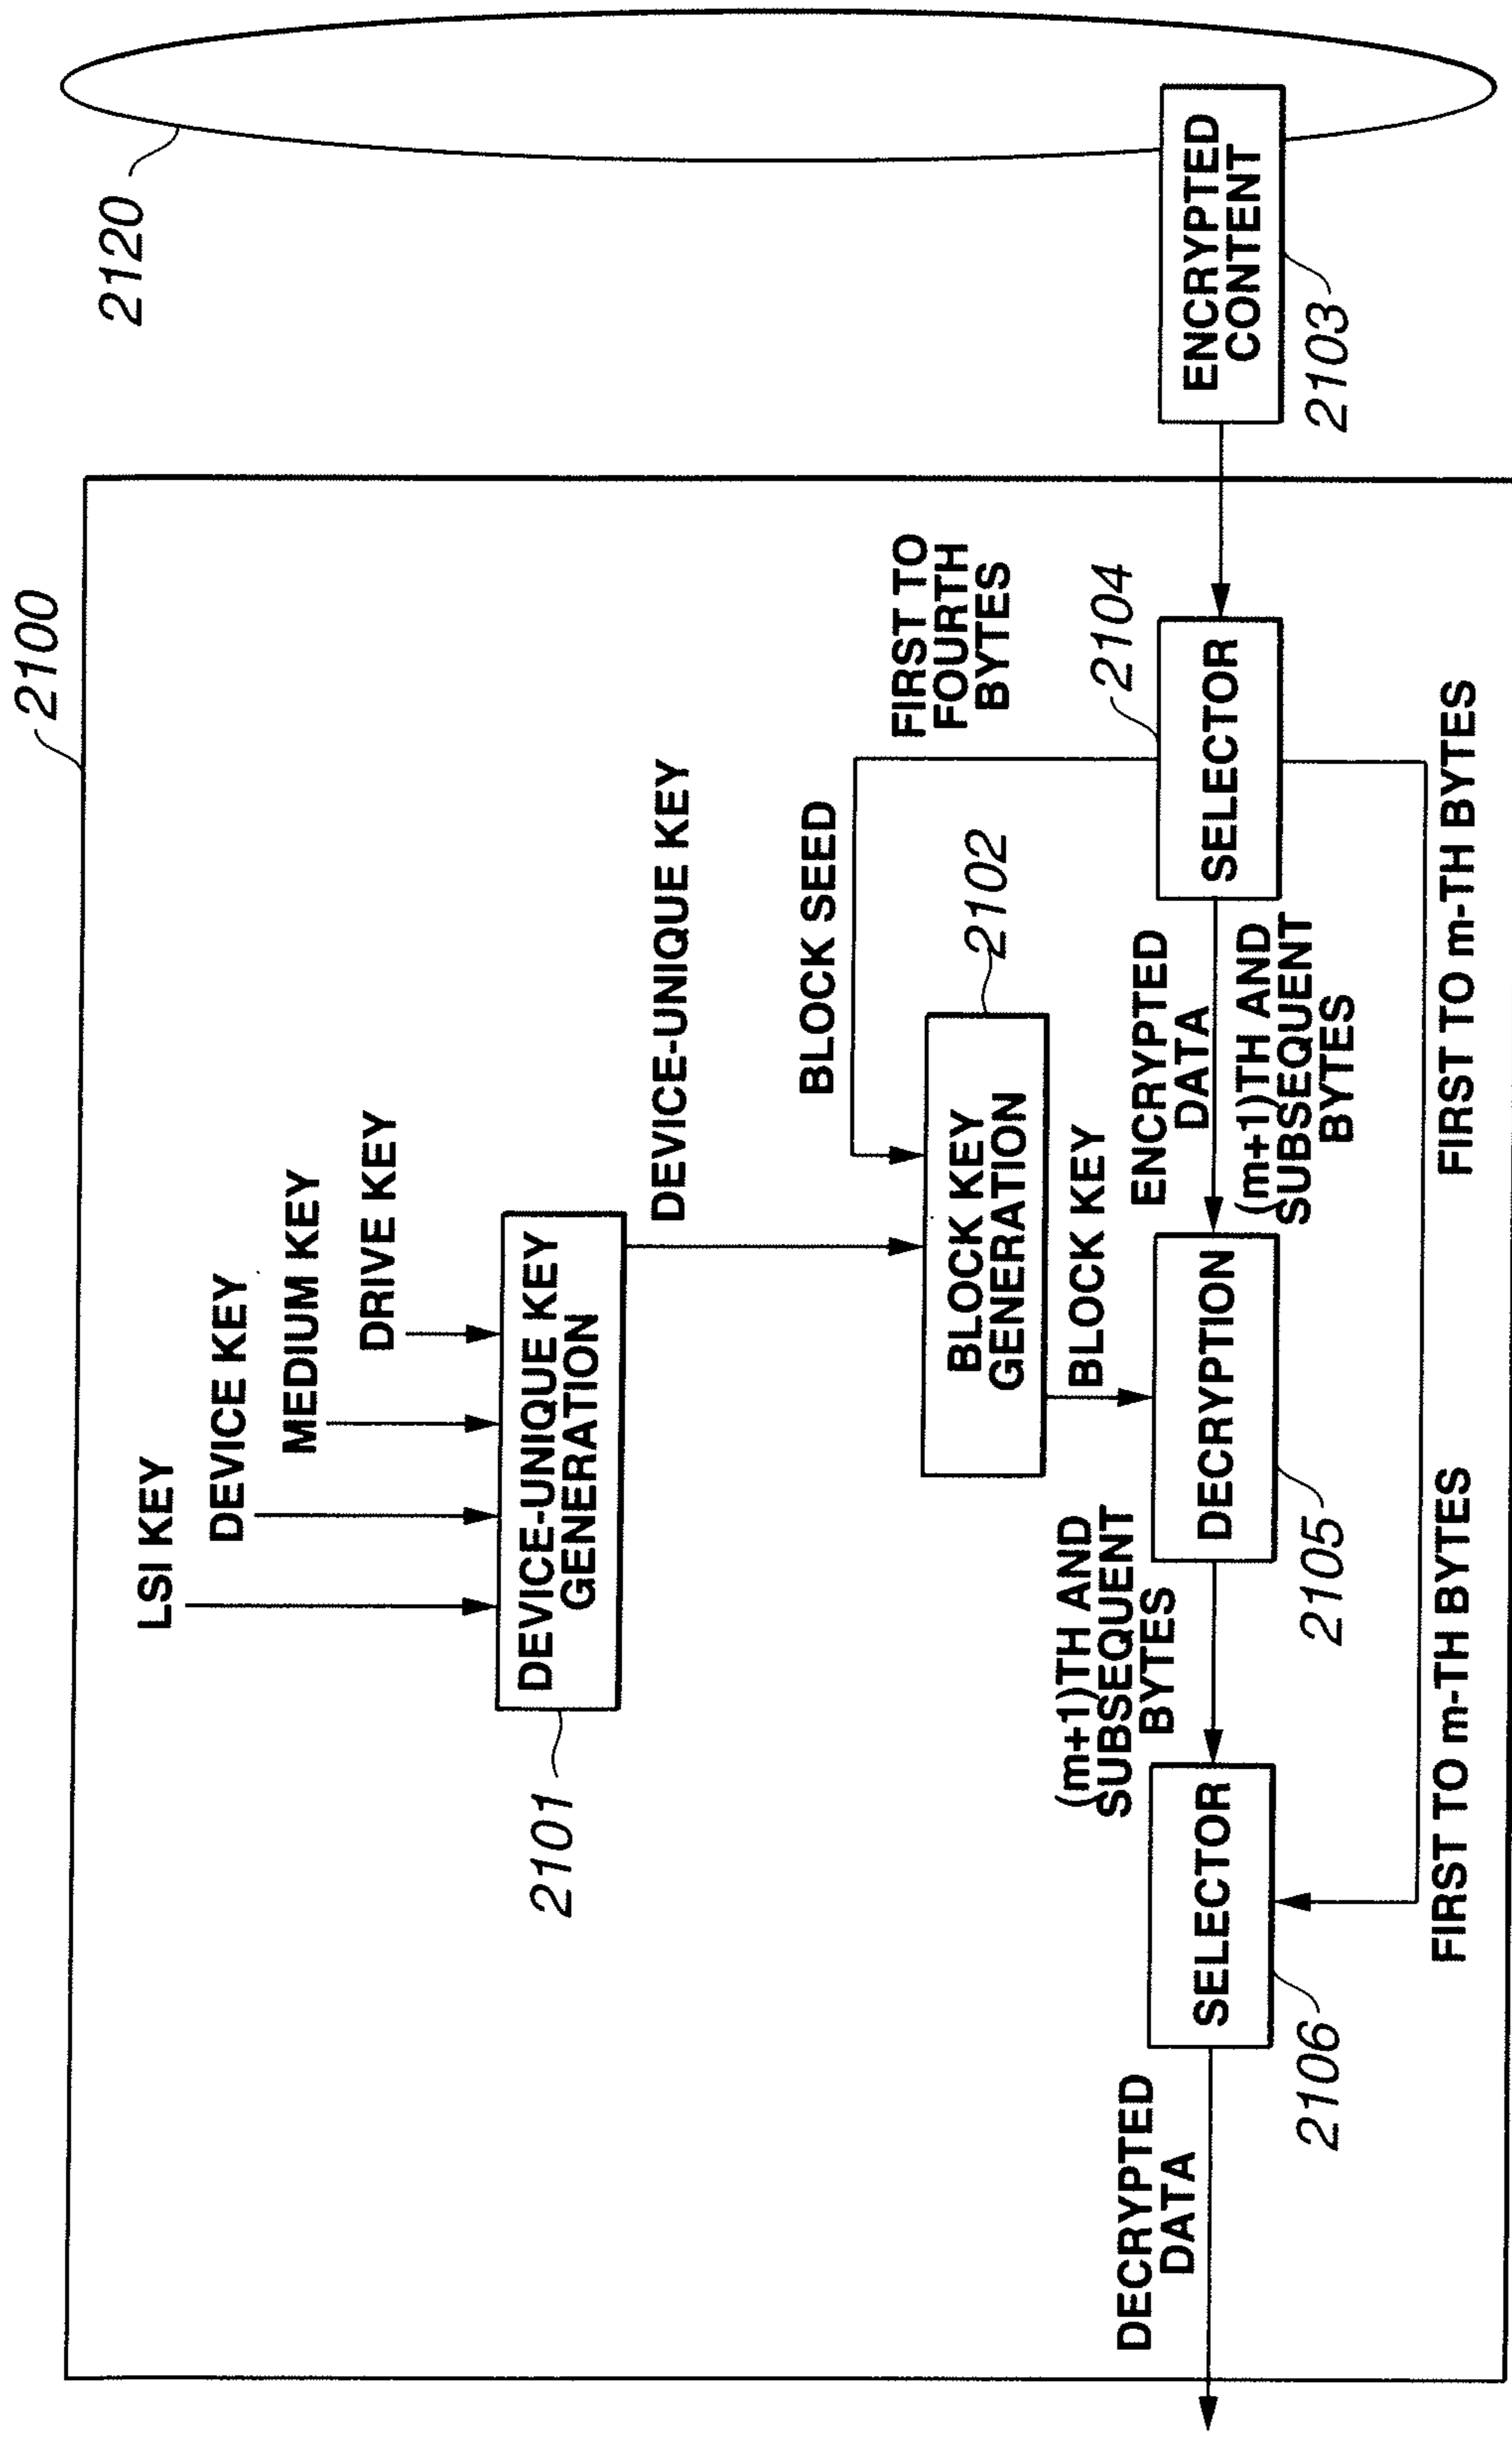 2100
2120
LSI KEY
DEVICE KEY
MEDIUM KEY
DRIVE KEY
DEVICE-UNIQUE KEY
GENERATION
2101
DEVICE-UNIQUE KEY
BLOCK SEED
FIRST TO
FOURTH
BYTES
BLOCK KEY
GENERATION
2102
BLOCK KEY
ENCRYPTED
CONTENT
2103
SELECTOR
2104
ENCRYPTED
DATA
(m+1)TH AND
SUBSEQUENT
BYTES
DECRYPTION
2105
(m+1)TH AND
SUBSEQUENT
BYTES
SELECTOR
2106
DECRYPTED
DATA
FIRST TO m-TH BYTES
FIRST TO m-TH BYTES